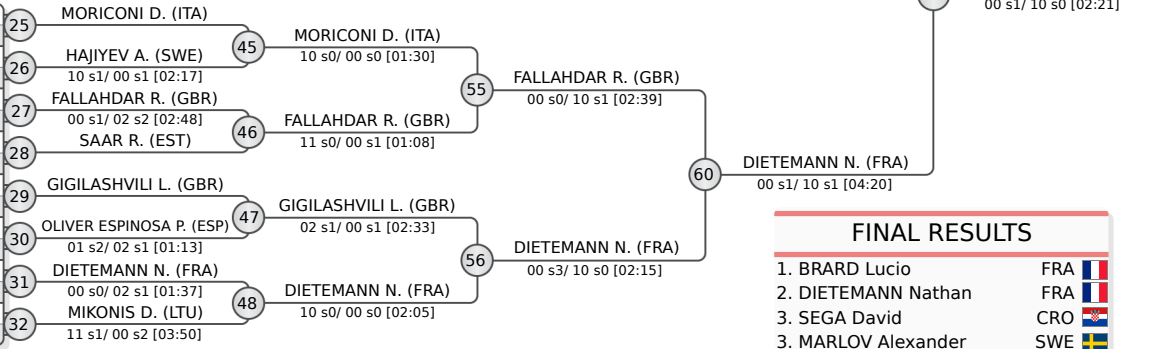 00 s1/ 10 s0 [02:21]
25
MORICONI D. (ITA)
45
MORICONI D. (ITA)
10 s0/ 00 s0 [01:30]
26
HAJIYEV A. (SWE)
10 s1/ 00 s1 [02:17]
55
FALLAHDAR R. (GBR)
00 s0/ 10 s1 [02:39]
27
FALLAHDAR R. (GBR)
00 s1/ 02 s2 [02:48]
46
FALLAHDAR R. (GBR)
11 s0/ 00 s1 [01:08]
28
SAAR R. (EST)
60
DIETEMANN N. (FRA)
00 s1/ 10 s1 [04:20]
29
GIGILASHVILI L. (GBR)
47
GIGILASHVILI L. (GBR)
02 s1/ 00 s1 [02:33]
30
OLIVER ESPINOSA P. (ESP)
01 s2/ 02 s1 [01:13]
56
DIETEMANN N. (FRA)
00 s3/ 10 s0 [02:15]
31
DIETEMANN N. (FRA)
00 s0/ 02 s1 [01:37]
48
DIETEMANN N. (FRA)
10 s0/ 00 s0 [02:05]
32
MIKONIS D. (LTU)
11 s1/ 00 s2 [03:50]
FINAL RESULTS
1. BRARD Lucio FRA
2. DIETEMANN Nathan FRA
3. SEGA David CRO
3. MARLOV Alexander SWE